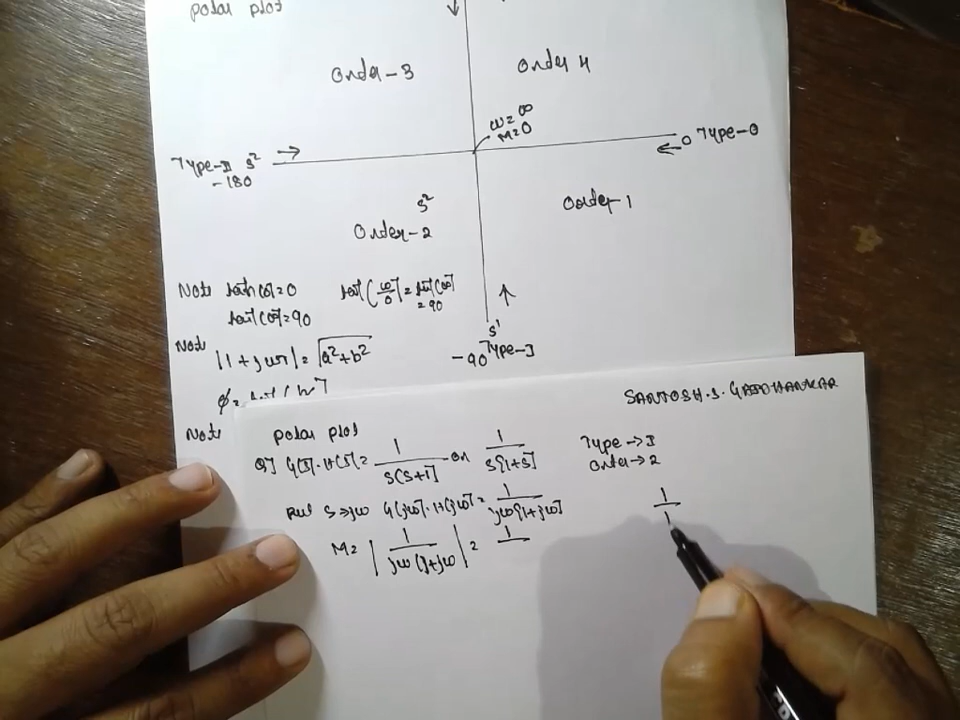 polar plot
Order-3
Order 4
ω=∞
M=0
0 Type-0
Type-II s²
-180
s²
Order-2
Order-1
Note tan⁻¹(0)=0 tan⁻¹(∞/0)=tan⁻¹(∞)
=90
tan⁻¹(∞)=90
s¹
-90 Type-I
Note |1+jω|=√a²+b²
Note
SANTOSH.S. GAIDHANKAR
polar plot
Type→I
Order→2
Q] G(s).H(s)= 1/s(s+1) or 1/s[1+s]
put s→jω G(jω).H(jω)= 1/jω[1+jω]
M= |1/jω(1+jω)| = 1
1/1